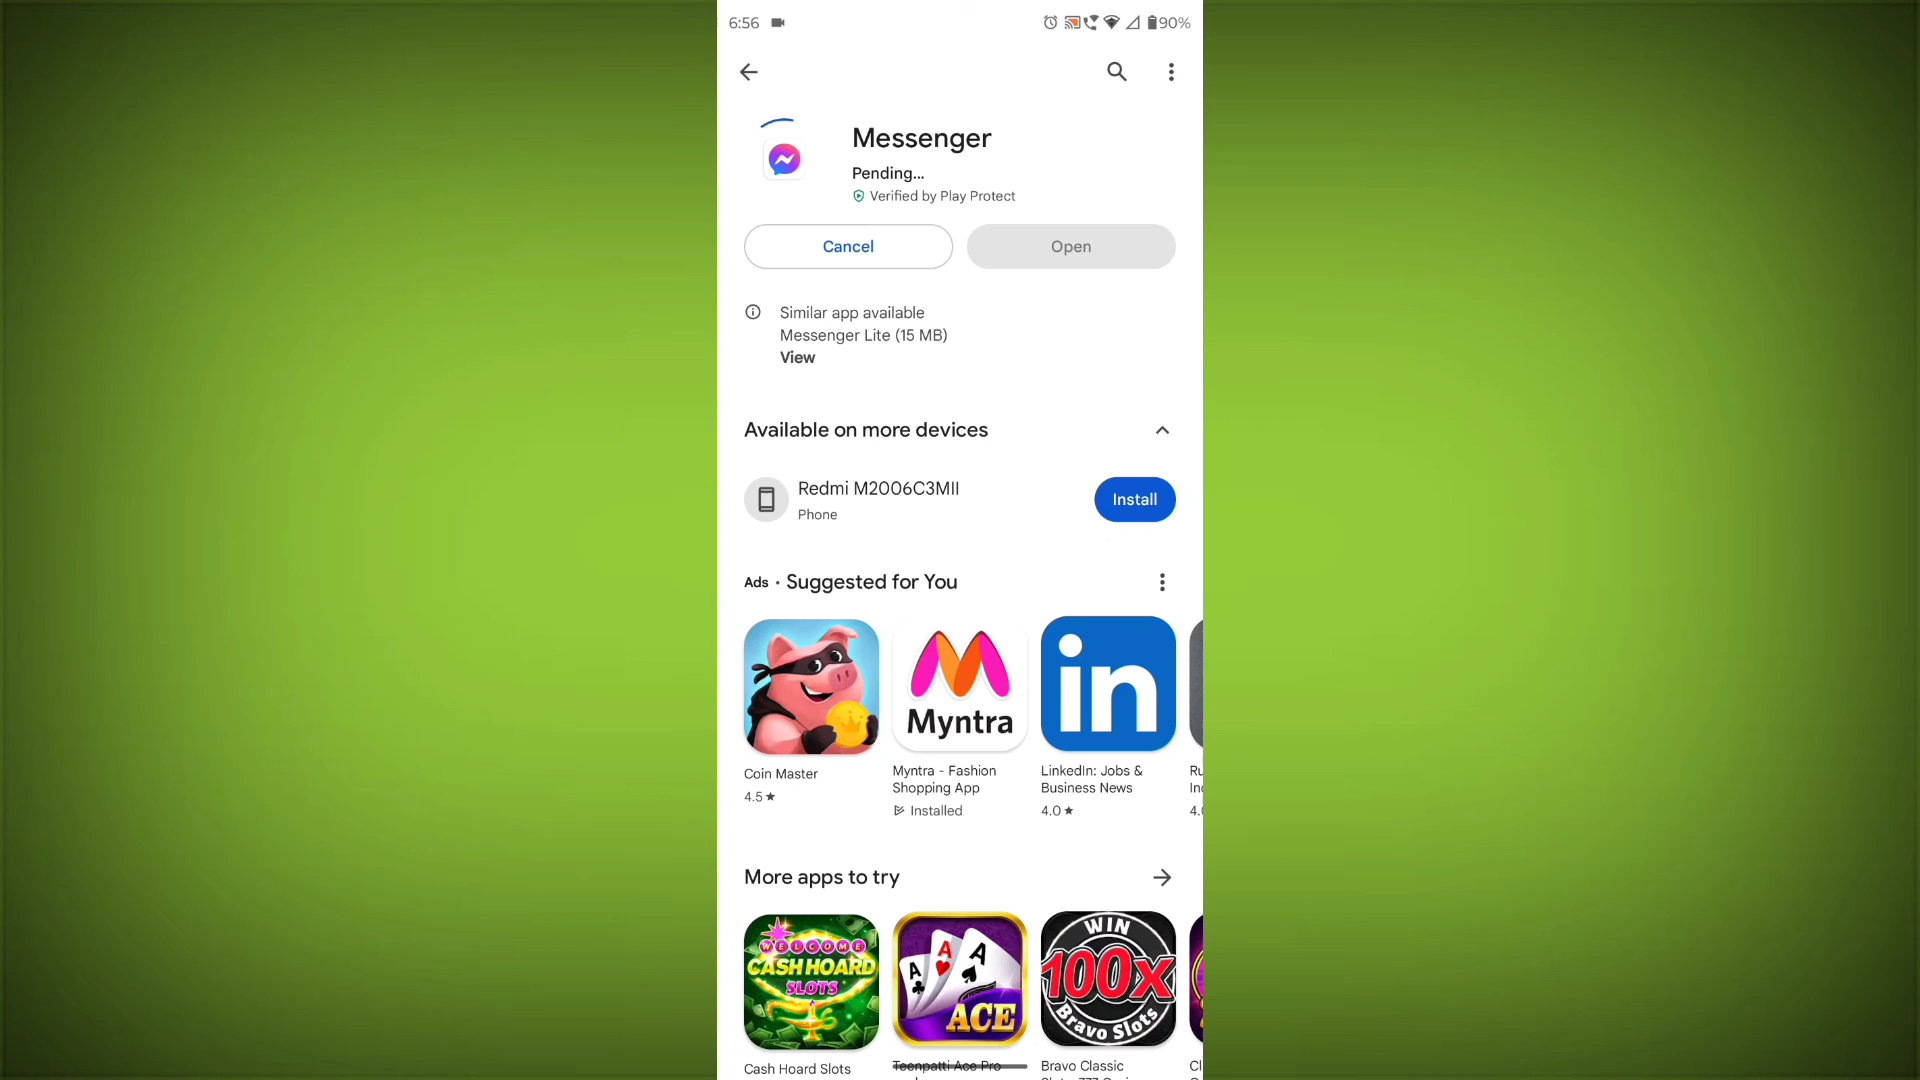 6:56
90%
Messenger
Pending...
Verified by Play Protect
Cancel
Open
Similar app available
Messenger Lite (15 MB)
View
Available on more devices
Redmi M2006C3MII
Phone
Install
Ads • Suggested for You
Myntra
in
Coin Master
4.5 ★
Myntra - Fashion
Shopping App
Installed
LinkedIn: Jobs &
Business News
4.0 ★
More apps to try
WELCOME
CASH HOARD
SLOTS
A
A
A
ACE
WIN
100X
Bravo Slots
Cash Hoard Slots
Teenpatti Ace Pro
Bravo Classic